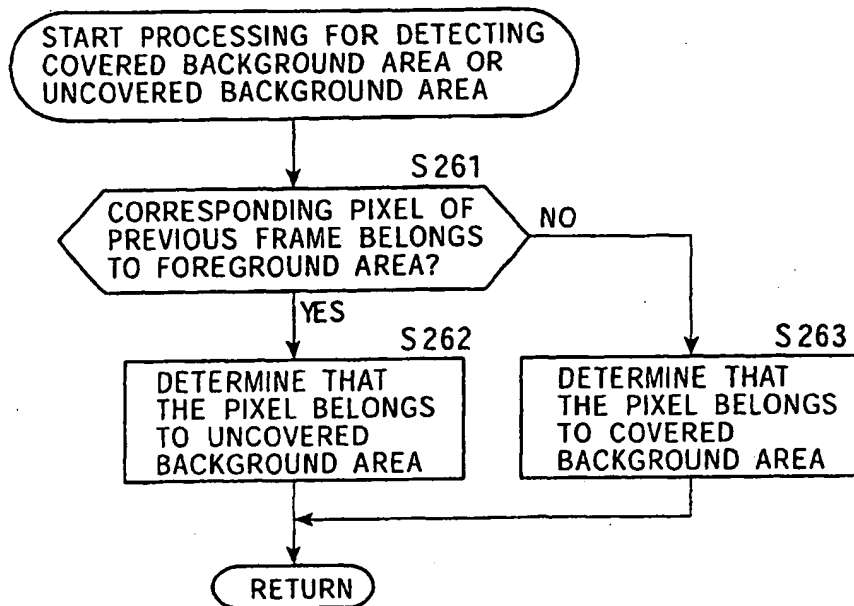 START PROCESSING FOR DETECTING
COVERED BACKGROUND AREA OR
UNCOVERED BACKGROUND AREA
S261
CORRESPONDING PIXEL OF
PREVIOUS FRAME BELONGS
TO FOREGROUND AREA?
NO
YES
S262
DETERMINE THAT
THE PIXEL BELONGS
TO UNCOVERED
BACKGROUND AREA
S263
DETERMINE THAT
THE PIXEL BELONGS
TO COVERED
BACKGROUND AREA
RETURN